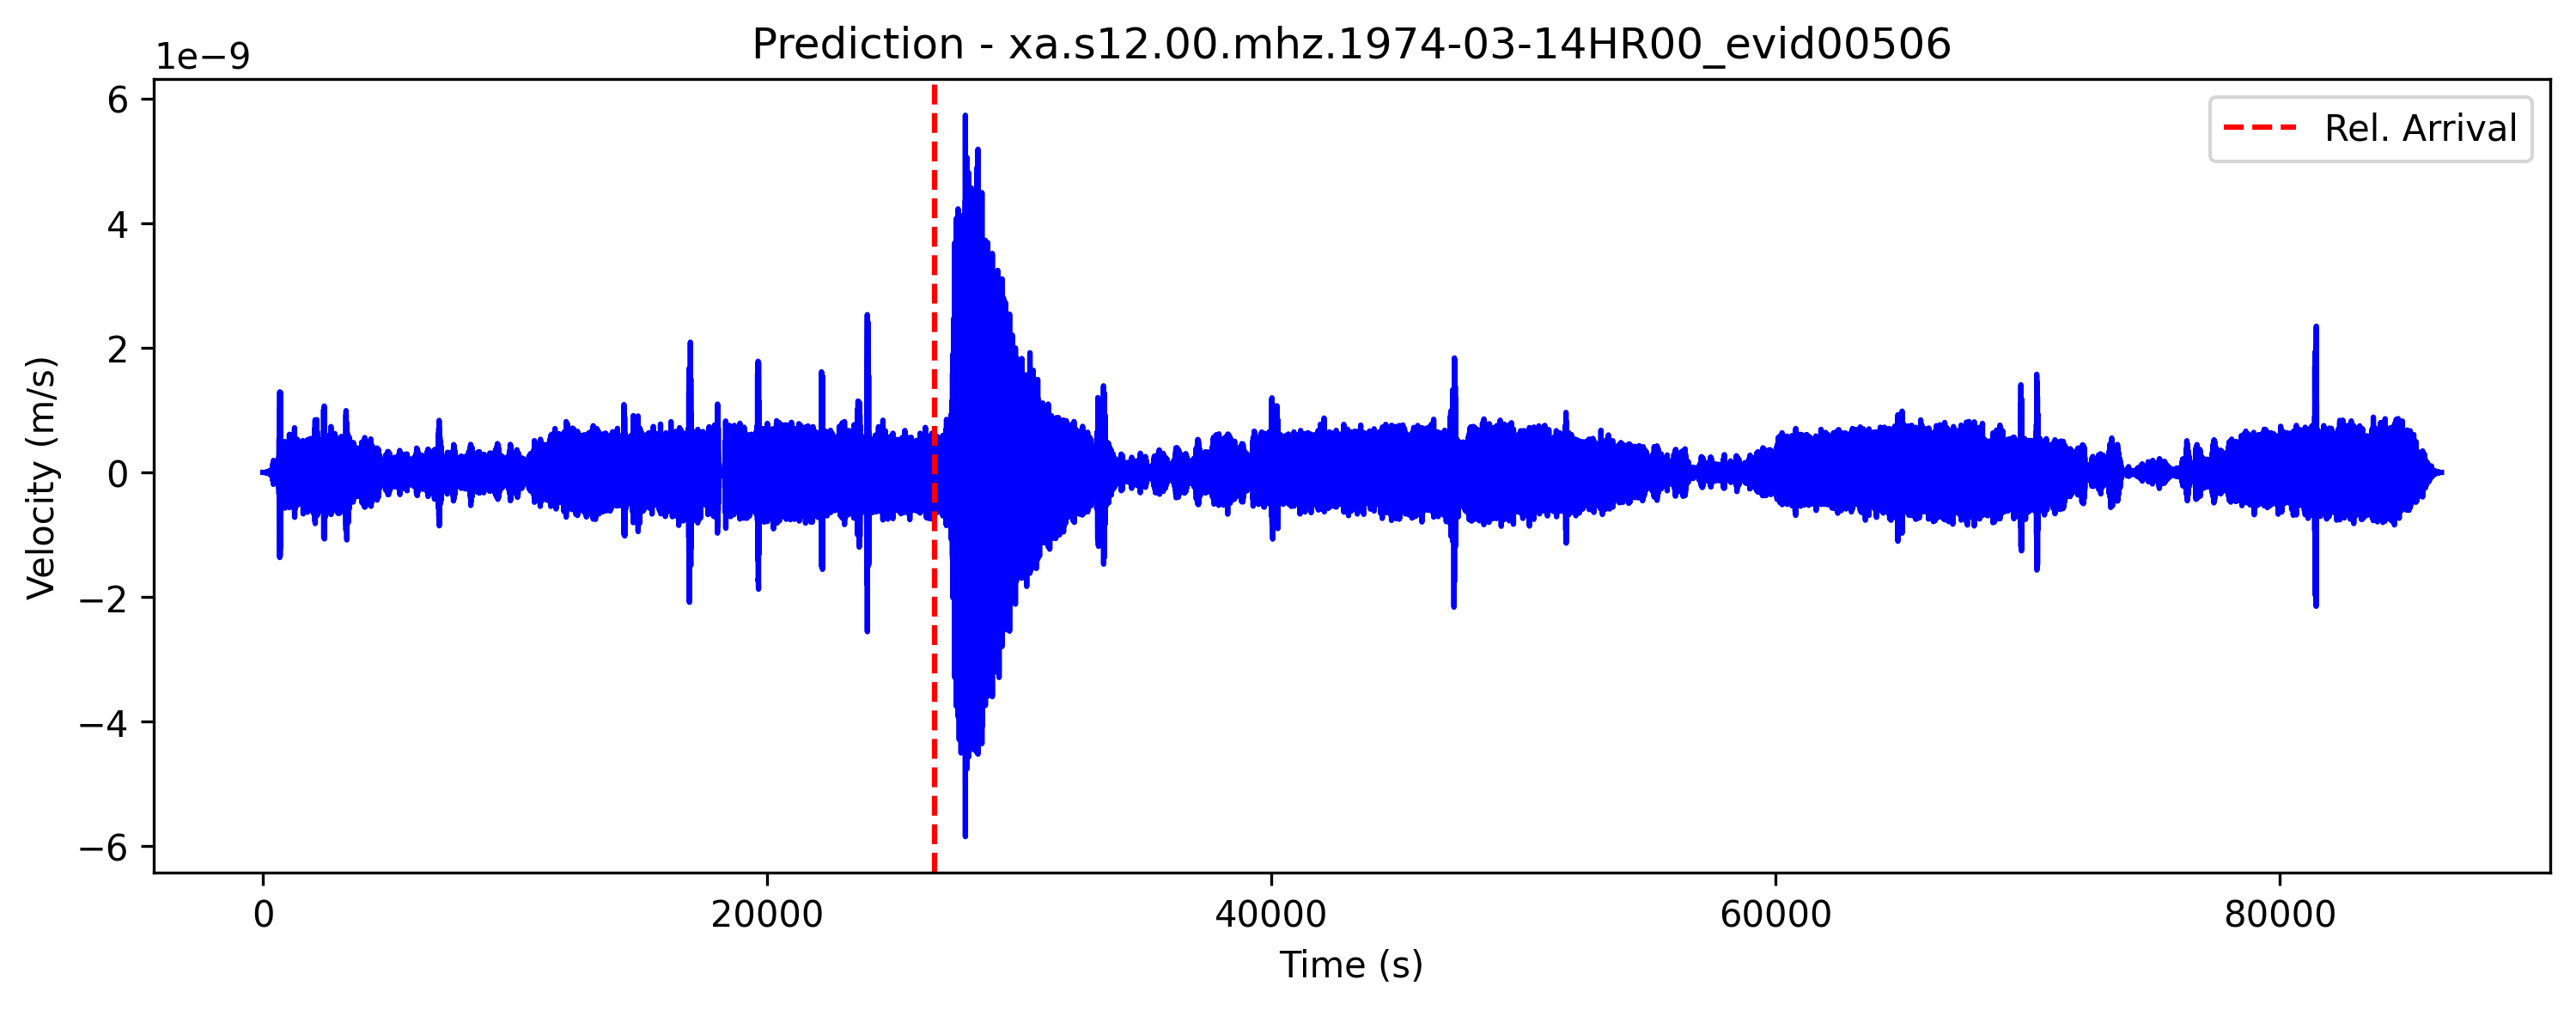 Prediction - xa.s12.00.mhz.1974-03-14HR00_evid00506
1e−9
Rel. Arrival
6
4
2
0
−2
−4
−6
Velocity (m/s)
0 20000 40000 60000 80000
Time (s)